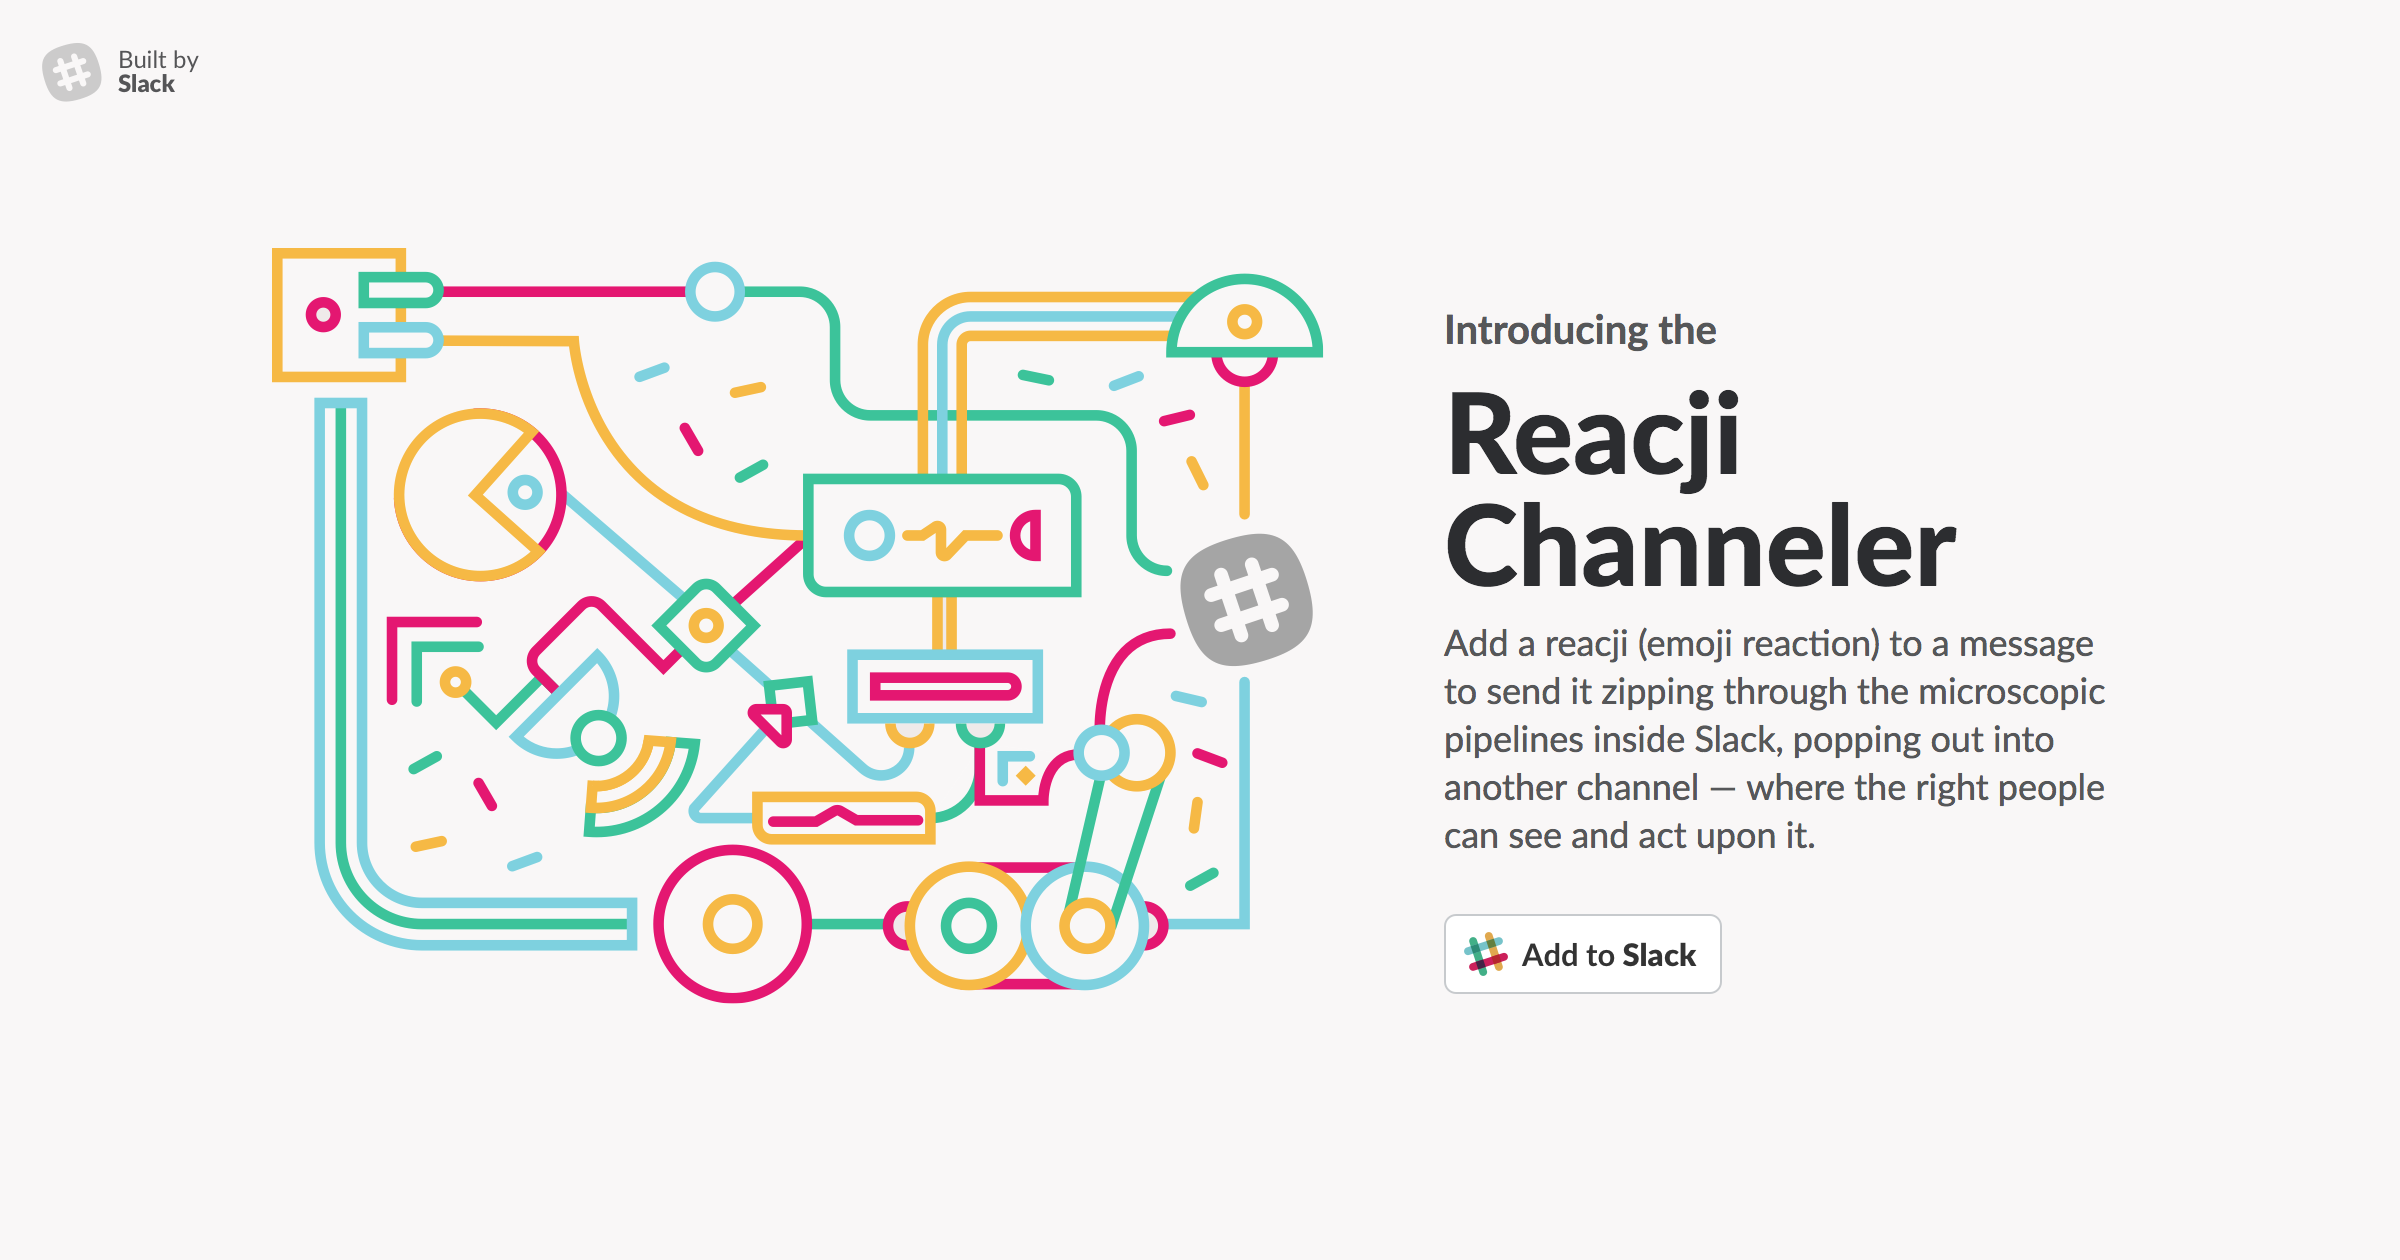 Built by
Slack
Introducing the
Reacji
Channeler
Add a reacji (emoji reaction) to a message
to send it zipping through the microscopic
pipelines inside Slack, popping out into
another channel — where the right people
can see and act upon it.
Add to Slack